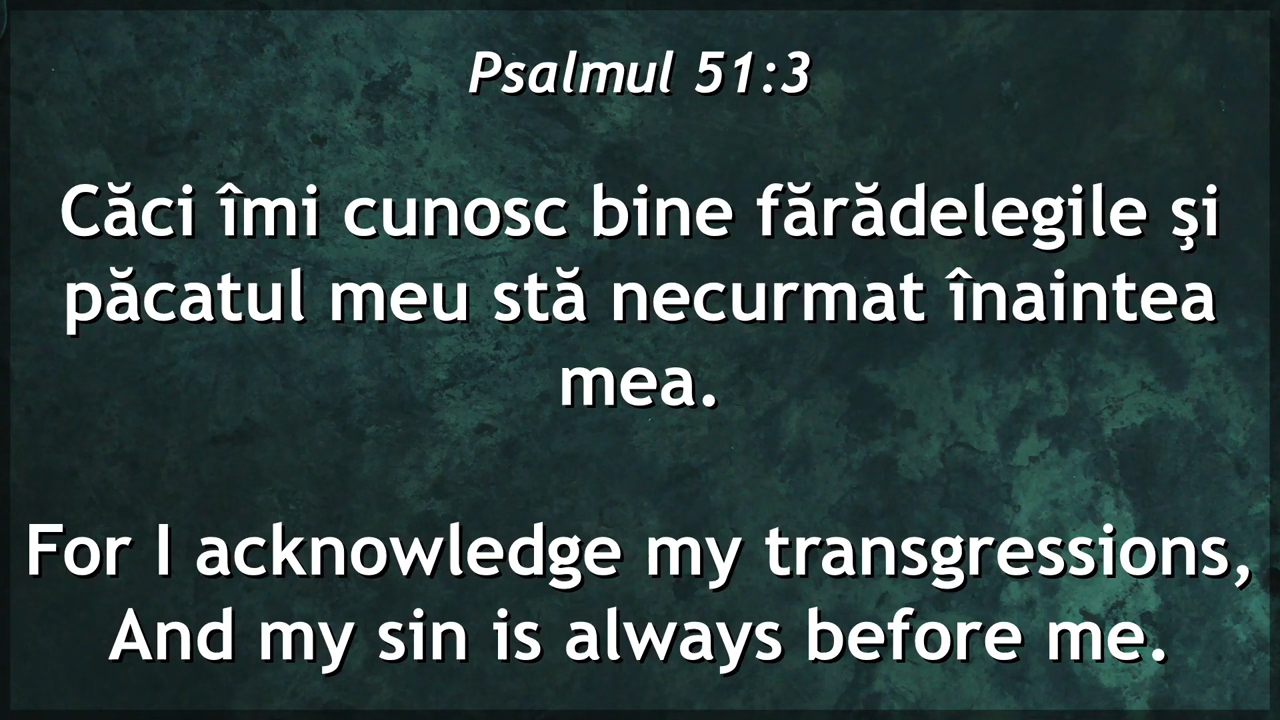 Psalmul 51:3
Căci îmi cunosc bine fărădelegile şi
păcatul meu stă necurmat înaintea
mea.
For I acknowledge my transgressions,
And my sin is always before me.